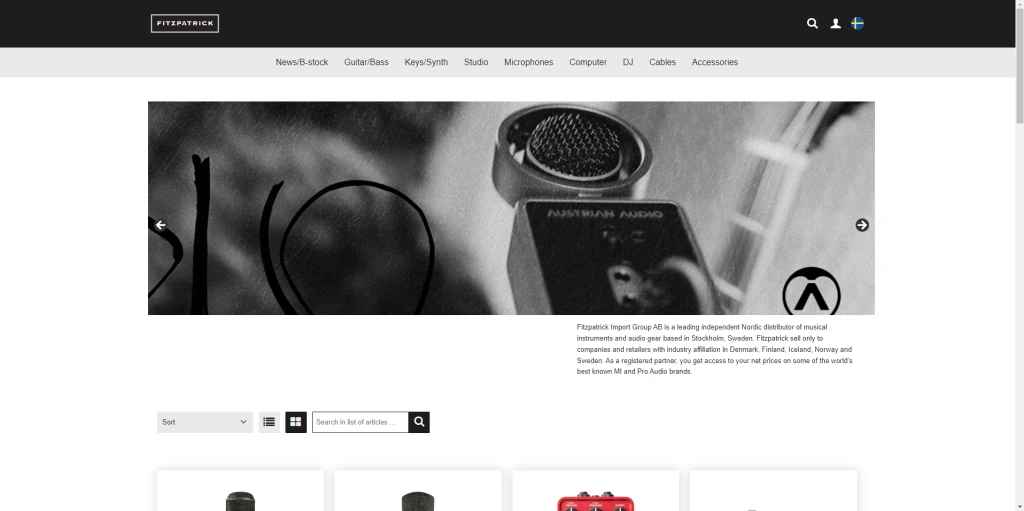 FITZPATRICK
News/B-stock Guitar/Bass Keys/Synth Studio Microphones Computer DJ Cables Accessories
AUSTRIAN AUDIO
Fitzpatrick Import Group AB is a leading independent Nordic distributor of musical
instruments and audio gear based in Stockholm, Sweden. Fitzpatrick sell only to
companies and retailers with industry affiliation in Denmark, Finland, Iceland, Norway and
Sweden. As a registered partner, you get access to your net prices on some of the world's
best known MI and Pro Audio brands.
Sort Search in list of articles ...